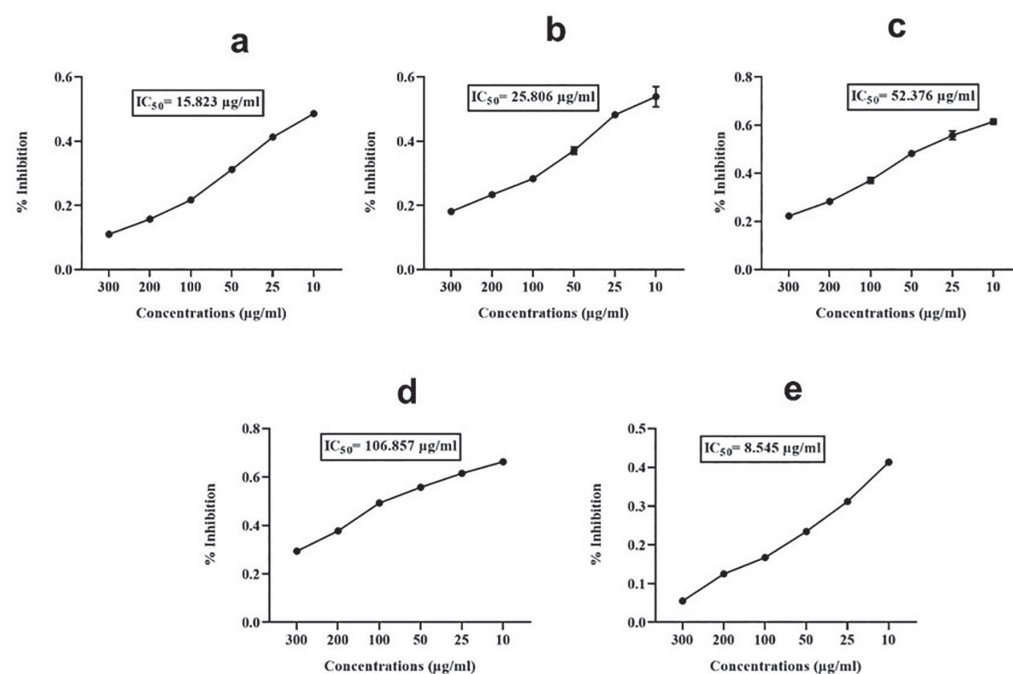 a
IC50= 15.823 µg/ml
% Inhibition
0.6
0.4
0.2
0.0
300 200 100 50 25 10
Concentrations (µg/ml)
b
IC50= 25.806 µg/ml
% Inhibition
0.6
0.4
0.2
0.0
300 200 100 50 25 10
Concentrations (µg/ml)
c
IC50= 52.376 µg/ml
% Inhibition
0.8
0.6
0.4
0.2
0.0
300 200 100 50 25 10
Concentrations (µg/ml)
d
IC50= 106.857 µg/ml
% Inhibition
0.8
0.6
0.4
0.2
0.0
300 200 100 50 25 10
Concentrations (µg/ml)
e
IC50= 8.545 µg/ml
% Inhibition
0.5
0.4
0.3
0.2
0.1
0.0
300 200 100 50 25 10
Concentrations (µg/ml)